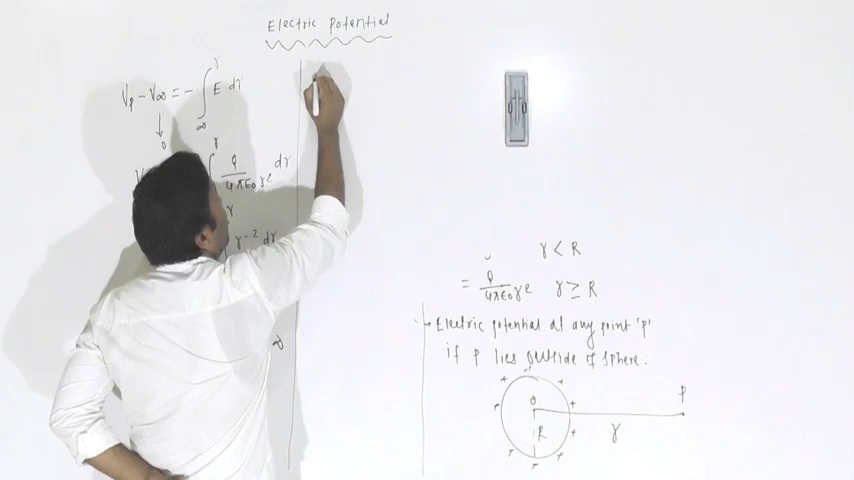 Electric Potential
Vp - V∞ = - ∫ E dr
r
∞
↓
0
r
Q dr
4πϵ0 r²
r
r^-2 dr
r < R
= Q r ≥ R
4πϵ0 r²
→ Electric potential at any point 'P'
if P lies outside of sphere.
+ +
+ O + P
R + r
+ + +